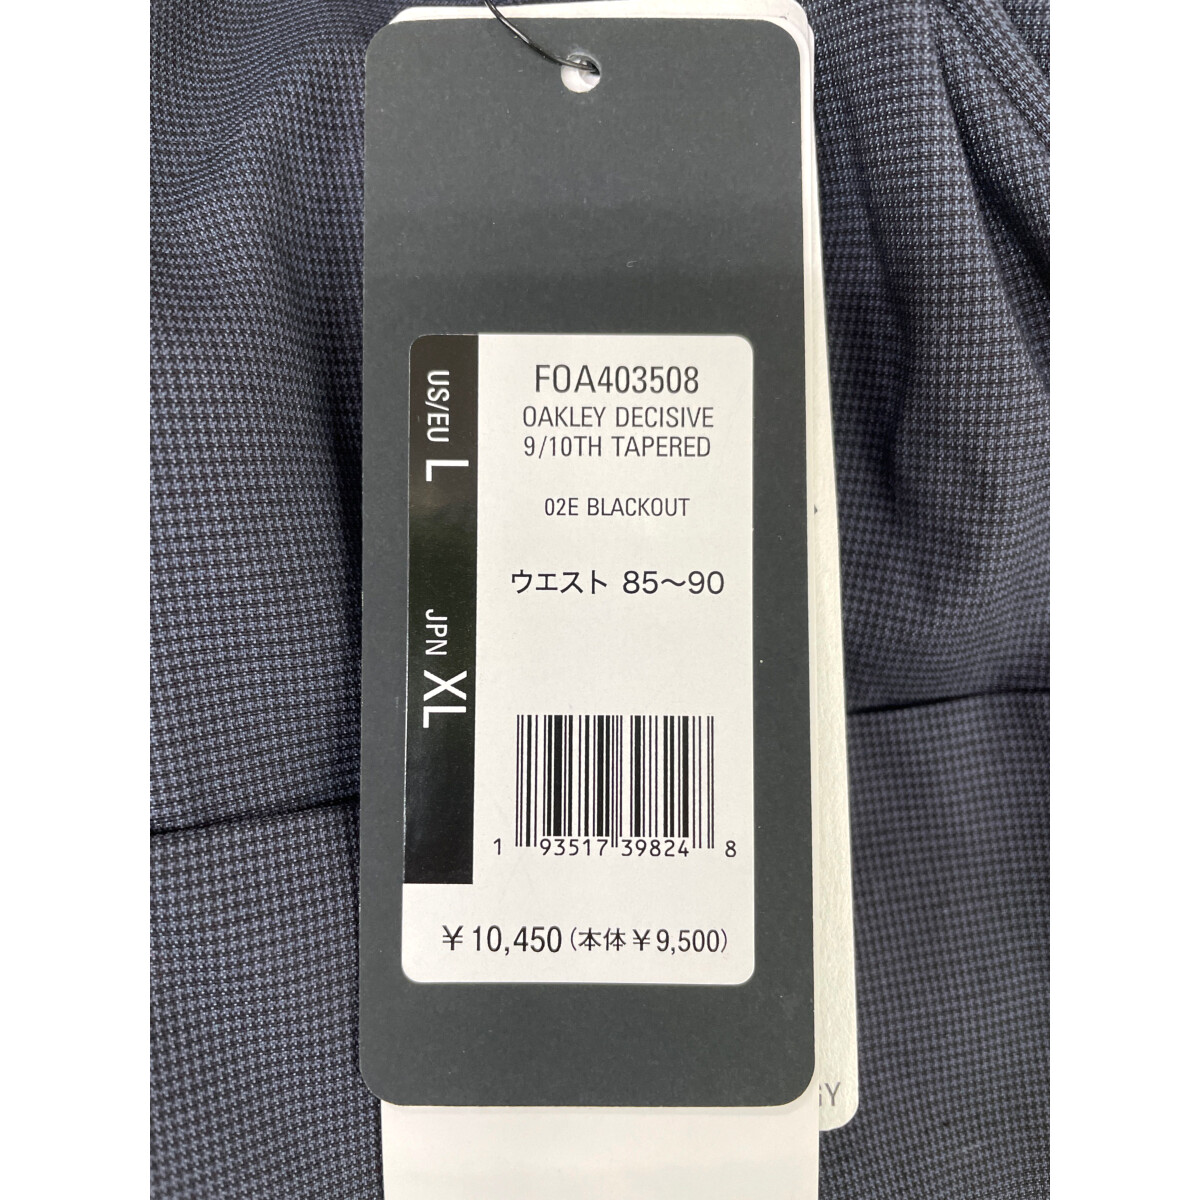 FOA403508
OAKLEY DECISIVE
9/10TH TAPERED
02E BLACKOUT
ウエスト 85〜90
US/EU L
JPN XL
1 93517 39824 8
￥10,450(本体￥9,500)